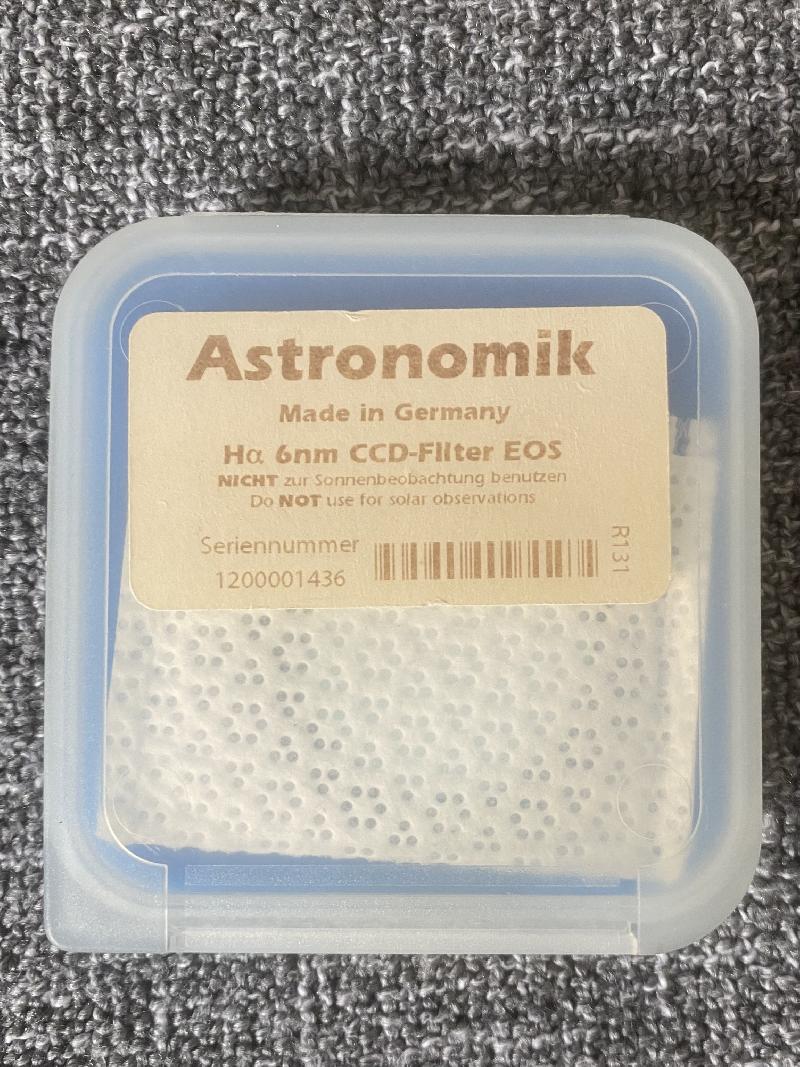 Astronomik
Made in Germany
Hα 6nm CCD-Filter EOS
NICHT zur Sonnenbeobachtung benutzen
Do NOT use for solar observations
Seriennummer
1200001436
R131